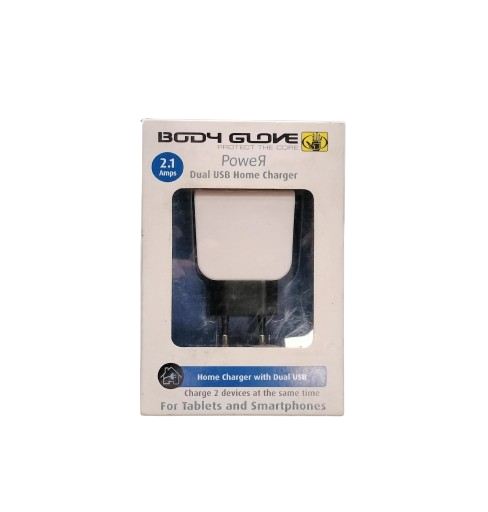 BODY GLOVE
PROTECT THE CORE
PoweЯ
2.1
Amps
Dual USB Home Charger
Home Charger with Dual USB
Charge 2 devices at the same time
For Tablets and Smartphones